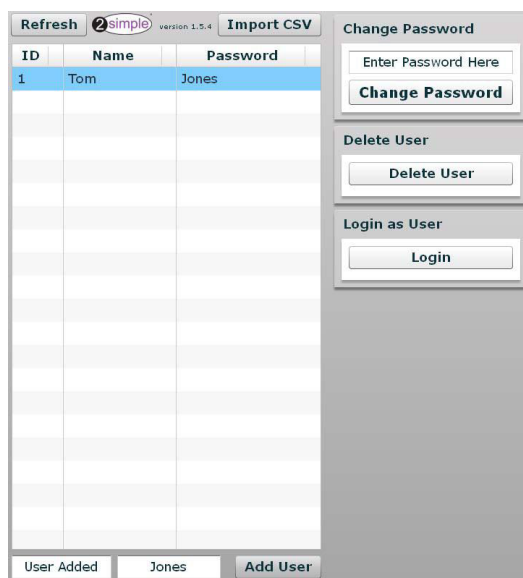 Refresh 2simple version 1.5.4 Import CSV
ID Name Password
1 Tom Jones
User Added Jones Add User
Change Password
Enter Password Here
Change Password
Delete User
Delete User
Login as User
Login